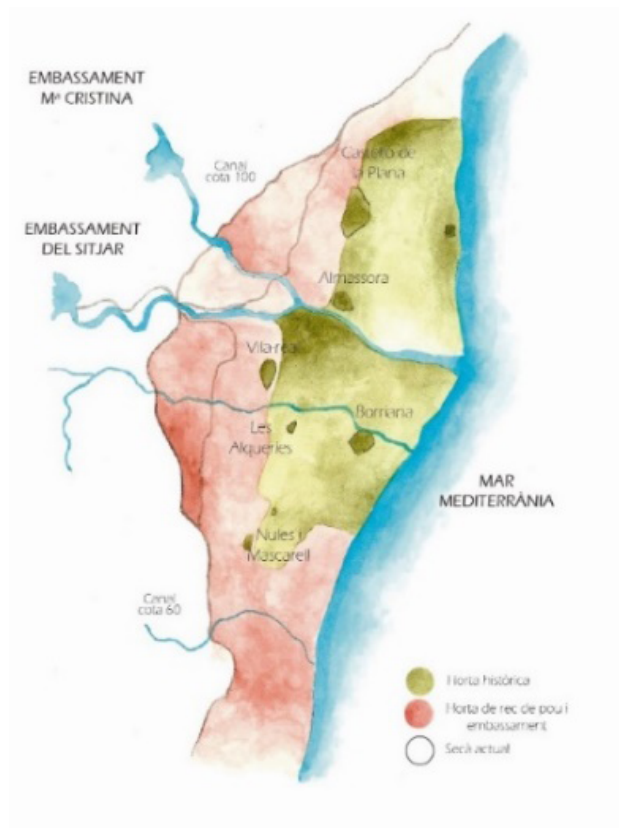 EMBASSAMENT
Mª CRISTINA
Canal
cota 100
Castelló de
la Plana
EMBASSAMENT
DEL SITJAR
Almassora
Vila-real
Borriana
Les
Alqueries
MAR
MEDITERRÀNIA
Nules i
Mascarell
Canal
cota 60
Horta històrica
Horta de rec de pou i
embassament
Secà actual